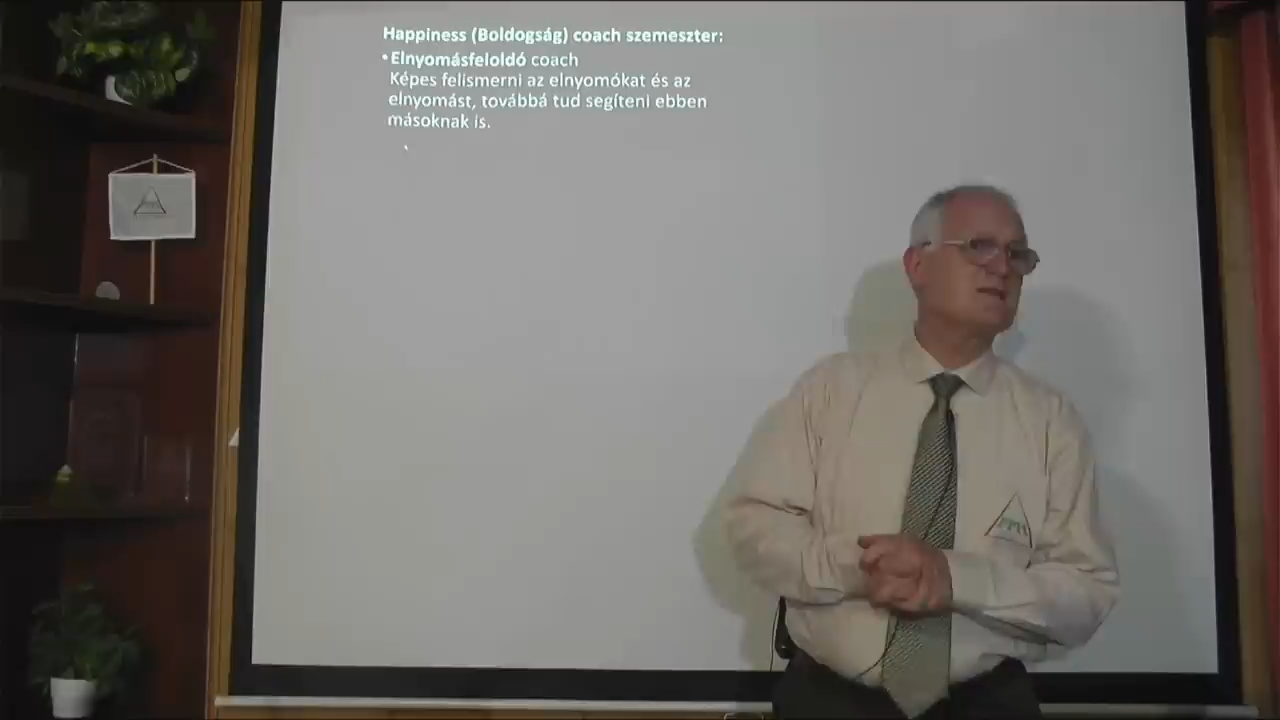 Happiness (Boldogság) coach szemeszter:
•Elnyomásfeloldó coach
Képes felismerni az elnyomókat és az
elnyomást, továbbá tud segíteni ebben
másoknak is.